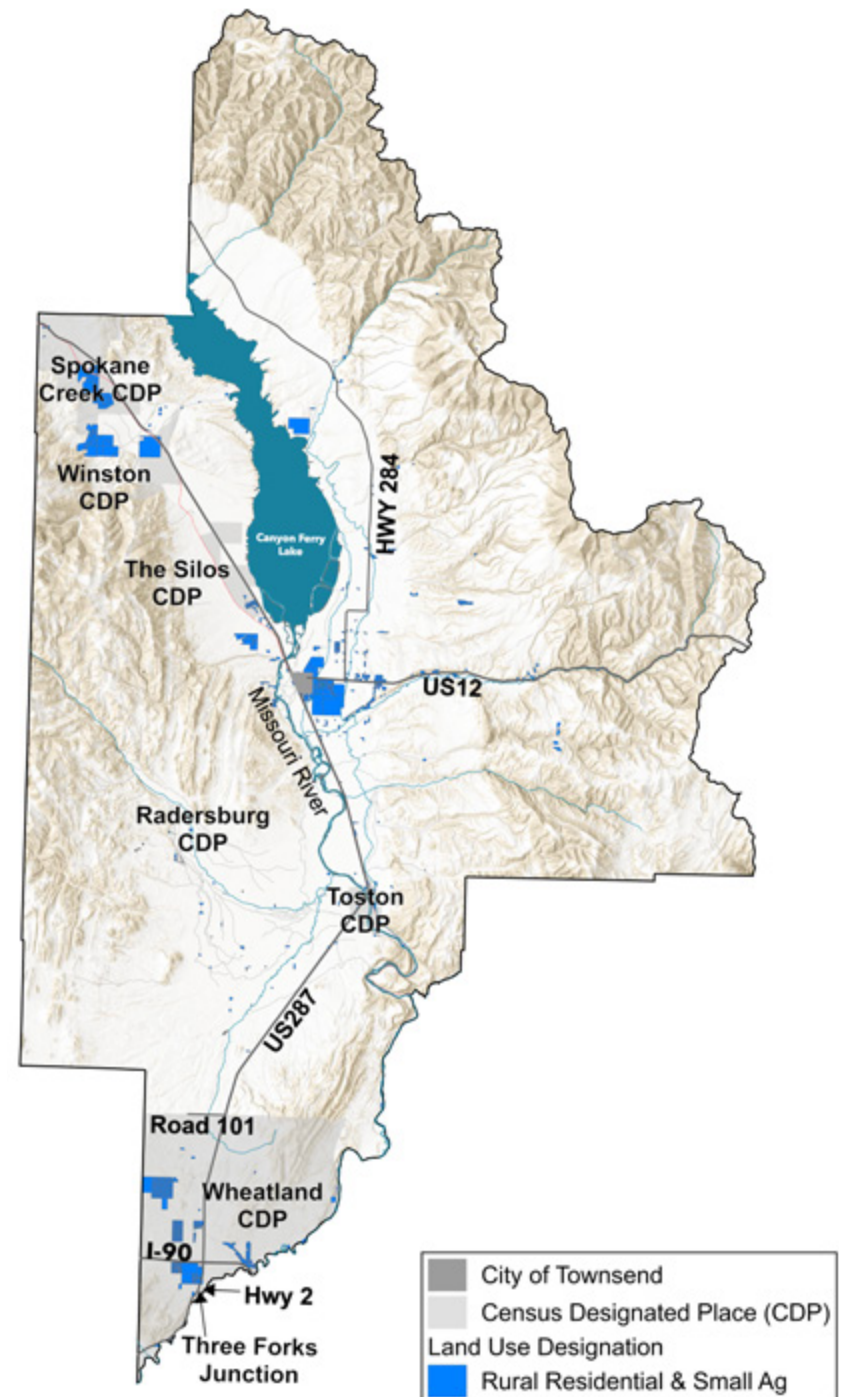 Spokane
Creek CDP
Winston
CDP
HWY 284
Canyon Ferry
Lake
The Silos
CDP
US12
Missouri River
Radersburg
CDP
Toston
CDP
US287
Road 101
Wheatland
CDP
I-90
Hwy 2
Three Forks
Junction
City of Townsend
Census Designated Place (CDP)
Land Use Designation
Rural Residential & Small Ag